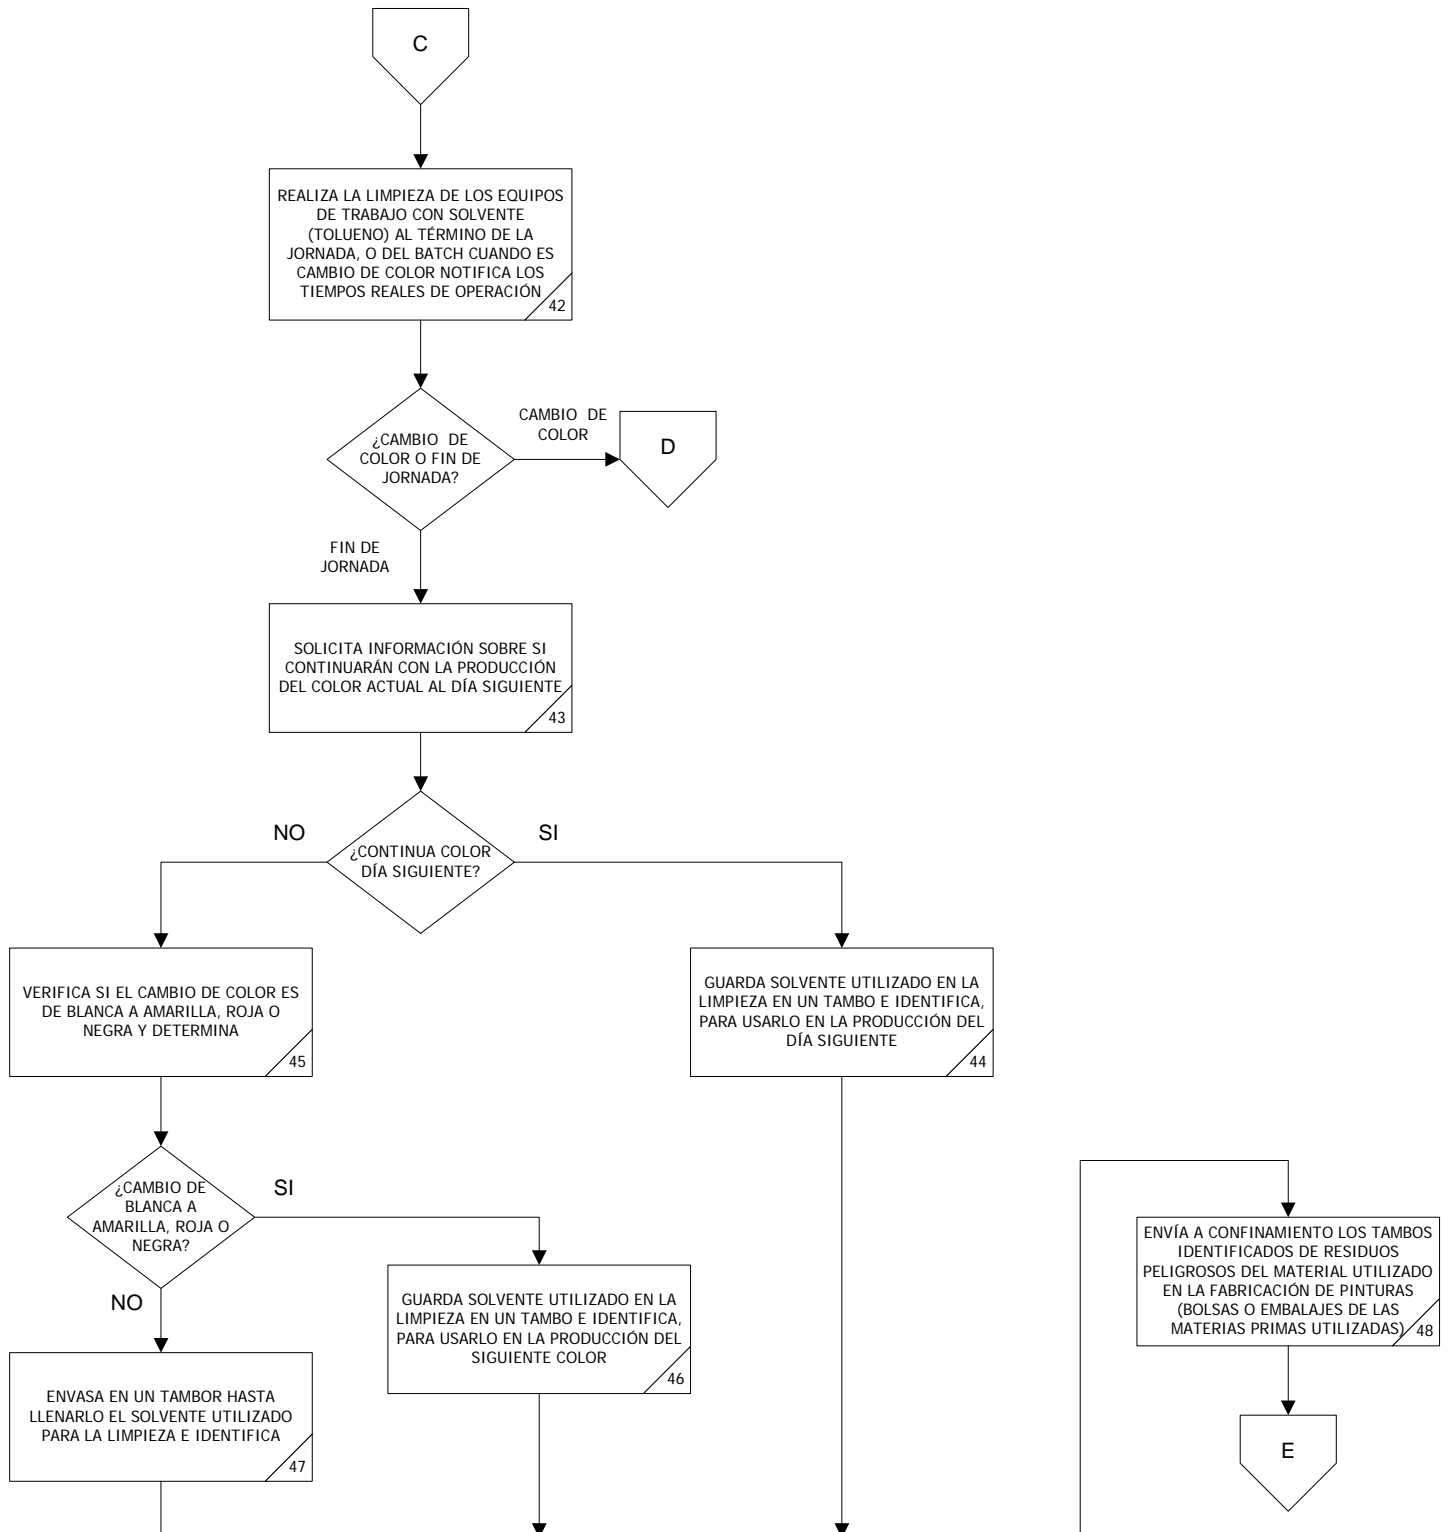 C
REALIZA LA LIMPIEZA DE LOS EQUIPOS
DE TRABAJO CON SOLVENTE
(TOLUENO) AL TÉRMINO DE LA
JORNADA, O DEL BATCH CUANDO ES
CAMBIO DE COLOR NOTIFICA LOS
TIEMPOS REALES DE OPERACIÓN
42
¿CAMBIO DE
COLOR O FIN DE
JORNADA?
CAMBIO DE
COLOR
D
FIN DE
JORNADA
SOLICITA INFORMACIÓN SOBRE SI
CONTINUARÁN CON LA PRODUCCIÓN
DEL COLOR ACTUAL AL DÍA SIGUIENTE
43
¿CONTINUA COLOR
DÍA SIGUIENTE?
NO
SI
VERIFICA SI EL CAMBIO DE COLOR ES
DE BLANCA A AMARILLA, ROJA O
NEGRA Y DETERMINA
45
GUARDA SOLVENTE UTILIZADO EN LA
LIMPIEZA EN UN TAMBO E IDENTIFICA,
PARA USARLO EN LA PRODUCCIÓN DEL
DÍA SIGUIENTE
44
¿CAMBIO DE
BLANCA A
AMARILLA, ROJA O
NEGRA?
SI
NO
GUARDA SOLVENTE UTILIZADO EN LA
LIMPIEZA EN UN TAMBO E IDENTIFICA,
PARA USARLO EN LA PRODUCCIÓN DEL
SIGUIENTE COLOR
46
ENVASA EN UN TAMBOR HASTA
LLENARLO EL SOLVENTE UTILIZADO
PARA LA LIMPIEZA E IDENTIFICA
47
ENVÍA A CONFINAMIENTO LOS TAMBOS
IDENTIFICADOS DE RESIDUOS
PELIGROSOS DEL MATERIAL UTILIZADO
EN LA FABRICACIÓN DE PINTURAS
(BOLSAS O EMBALAJES DE LAS
MATERIAS PRIMAS UTILIZADAS)
48
E